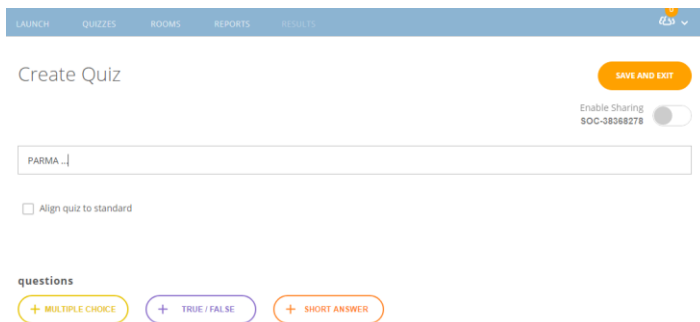 LAUNCH QUIZZES ROOMS REPORTS RESULTS
Create Quiz
SAVE AND EXIT
Enable Sharing
SOC-38368278
PARMA ...
Align quiz to standard
questions
+ MULTIPLE CHOICE + TRUE / FALSE + SHORT ANSWER